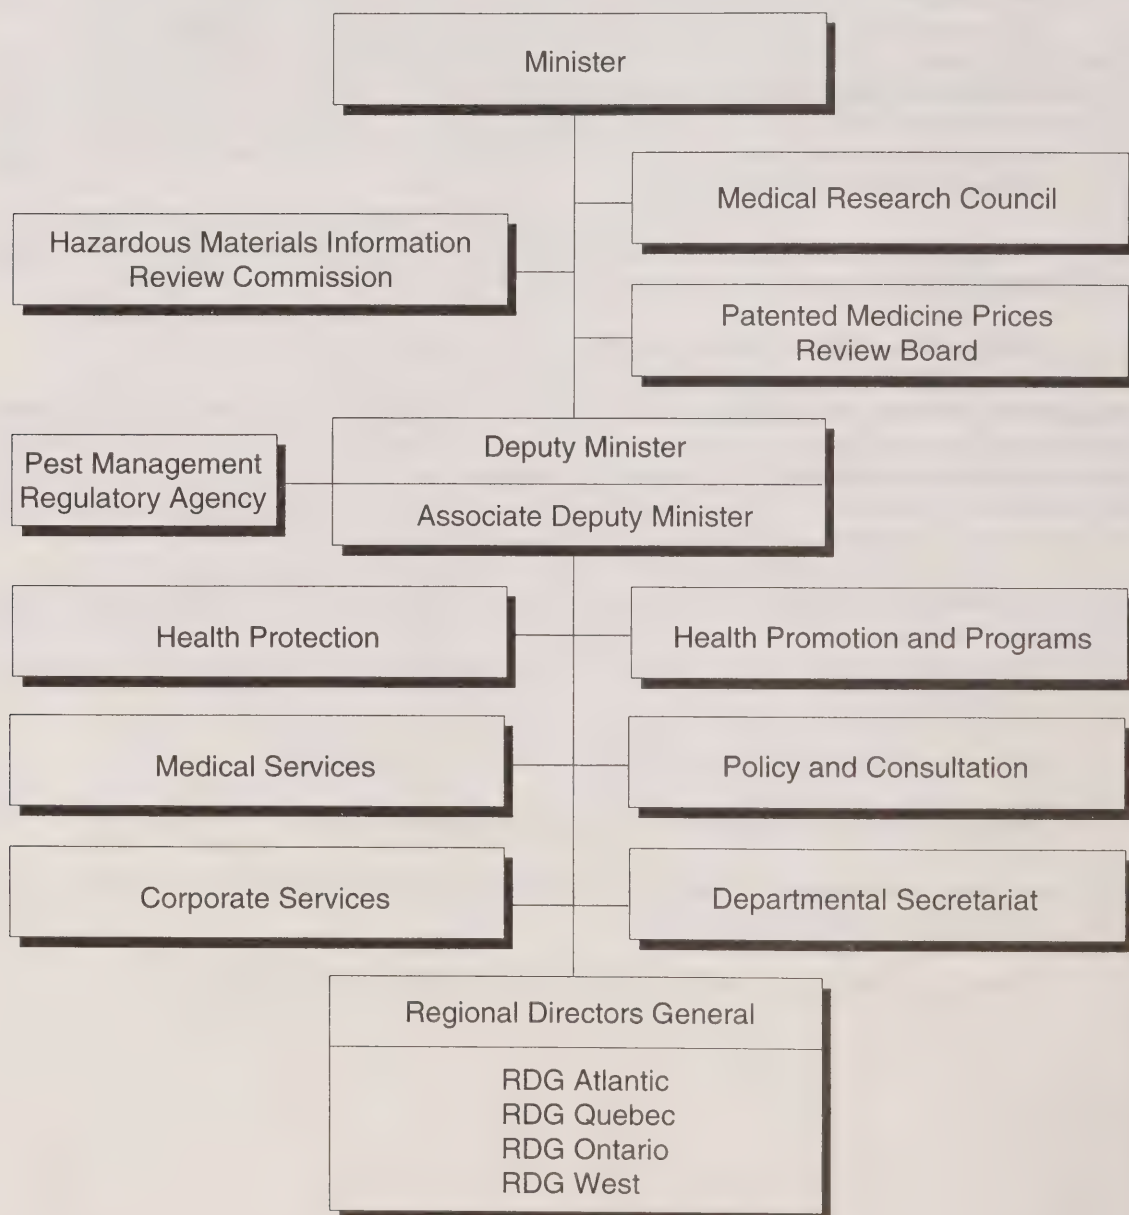 Minister
Medical Research Council
Hazardous Materials Information
Review Commission
Patented Medicine Prices
Review Board
Deputy Minister
Pest Management
Regulatory Agency
Associate Deputy Minister
Health Protection
Health Promotion and Programs
Medical Services
Policy and Consultation
Corporate Services
Departmental Secretariat
Regional Directors General
RDG Atlantic
RDG Quebec
RDG Ontario
RDG West